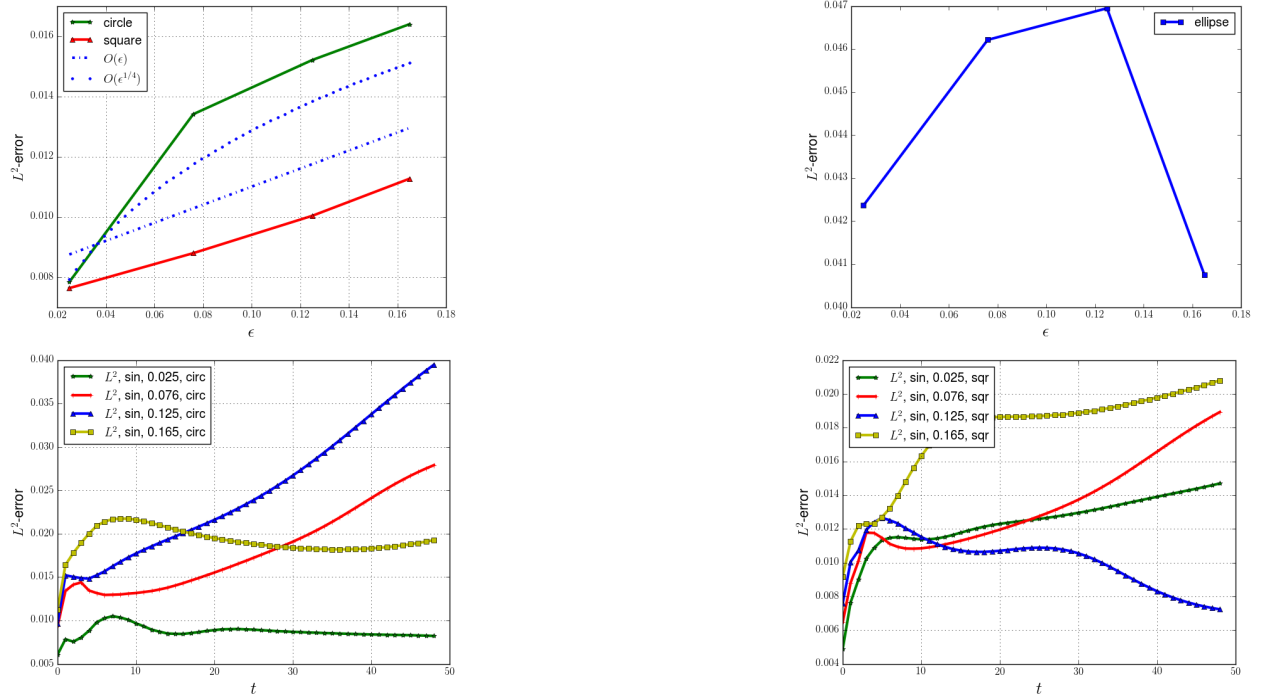 0.016
0.014
0.012
0.010
0.008
L²-error
circle
square
O(ϵ)
O(ϵ^{1/4})
0.02 0.04 0.06 0.08 0.10 0.12 0.14 0.16 0.18
ϵ
0.047
0.046
0.045
0.044
0.043
0.042
0.041
0.040
L²-error
ellipse
0.02 0.04 0.06 0.08 0.10 0.12 0.14 0.16 0.18
ϵ
0.040
0.035
0.030
0.025
0.020
0.015
0.010
0.005
L²-error
L², sin, 0.025, circ
L², sin, 0.076, circ
L², sin, 0.125, circ
L², sin, 0.165, circ
0 10 20 30 40 50
t
0.022
0.020
0.018
0.016
0.014
0.012
0.010
0.008
0.006
0.004
L²-error
L², sin, 0.025, sqr
L², sin, 0.076, sqr
L², sin, 0.125, sqr
L², sin, 0.165, sqr
0 10 20 30 40 50
t